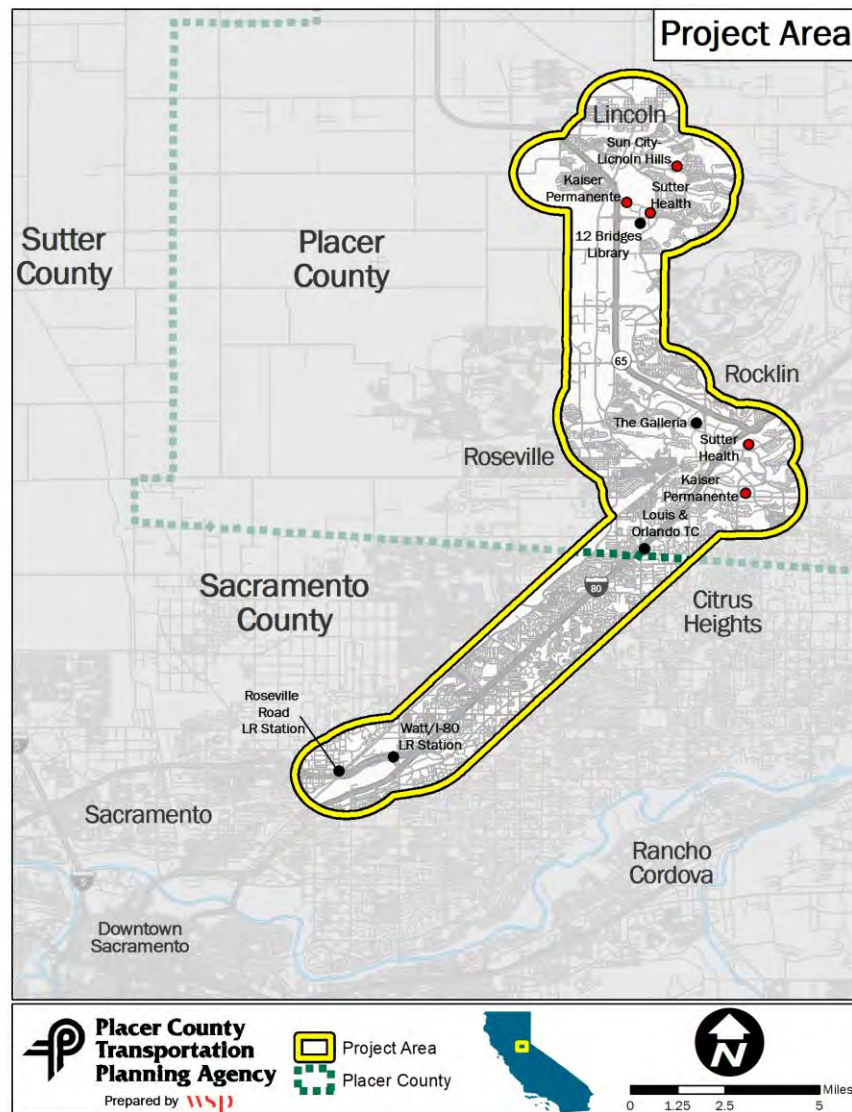 Project Area
Lincoln
Sun City-
Licnoln Hills
Kaiser
Permanente
Sutter
Health
12 Bridges
Library
Sutter
County
Placer
County
65
Rocklin
The Galleria
Sutter
Health
Roseville
Kaiser
Permanente
Louis &
Orlando TC
Sacramento
County
80
Citrus
Heights
Roseville
Road
LR Station
Watt/I-80
LR Station
5
Sacramento
Rancho
Cordova
5
Downtown
Sacramento
Placer County
Transportation
Planning Agency
Prepared by wsp
Project Area
Placer County
N
Miles
0 1.25 2.5 5